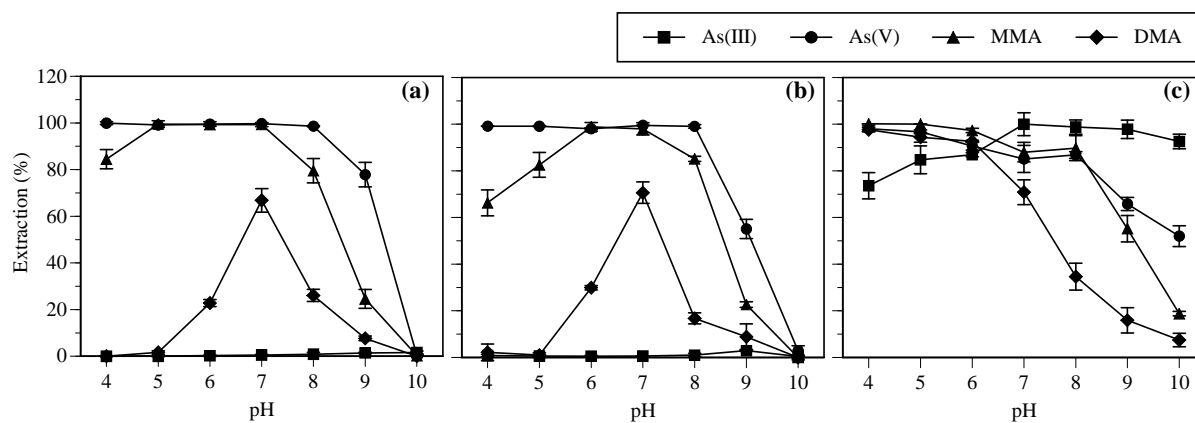 As(III) As(V) MMA DMA
(a) (b) (c)
Extraction (%)
120
100
80
60
40
20
0
4 5 6 7 8 9 10 4 5 6 7 8 9 10 4 5 6 7 8 9 10
pH pH pH